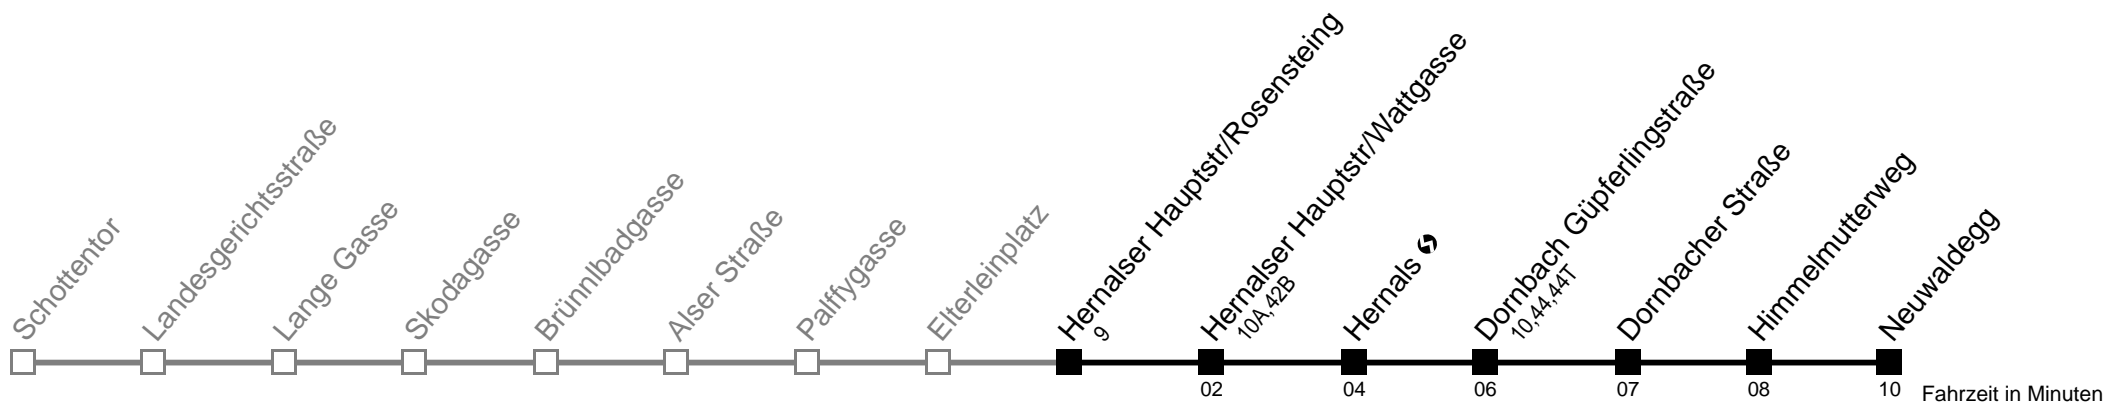 Schottentor
Landesgerichtsstraße
Lange Gasse
Skodagasse
Brünnlbadgasse
Alser Straße
Palffygasse
Elterleinplatz
Hernalser Hauptstr/Rosensteing
9
Hernalser Hauptstr/Wattgasse
10A,42B
Hernals
Dornbach Güpferlingstraße
10,44,44T
Dornbacher Straße
Himmelmutterweg
Neuwaldegg
02 04 06 07 08 10 Fahrzeit in Minuten